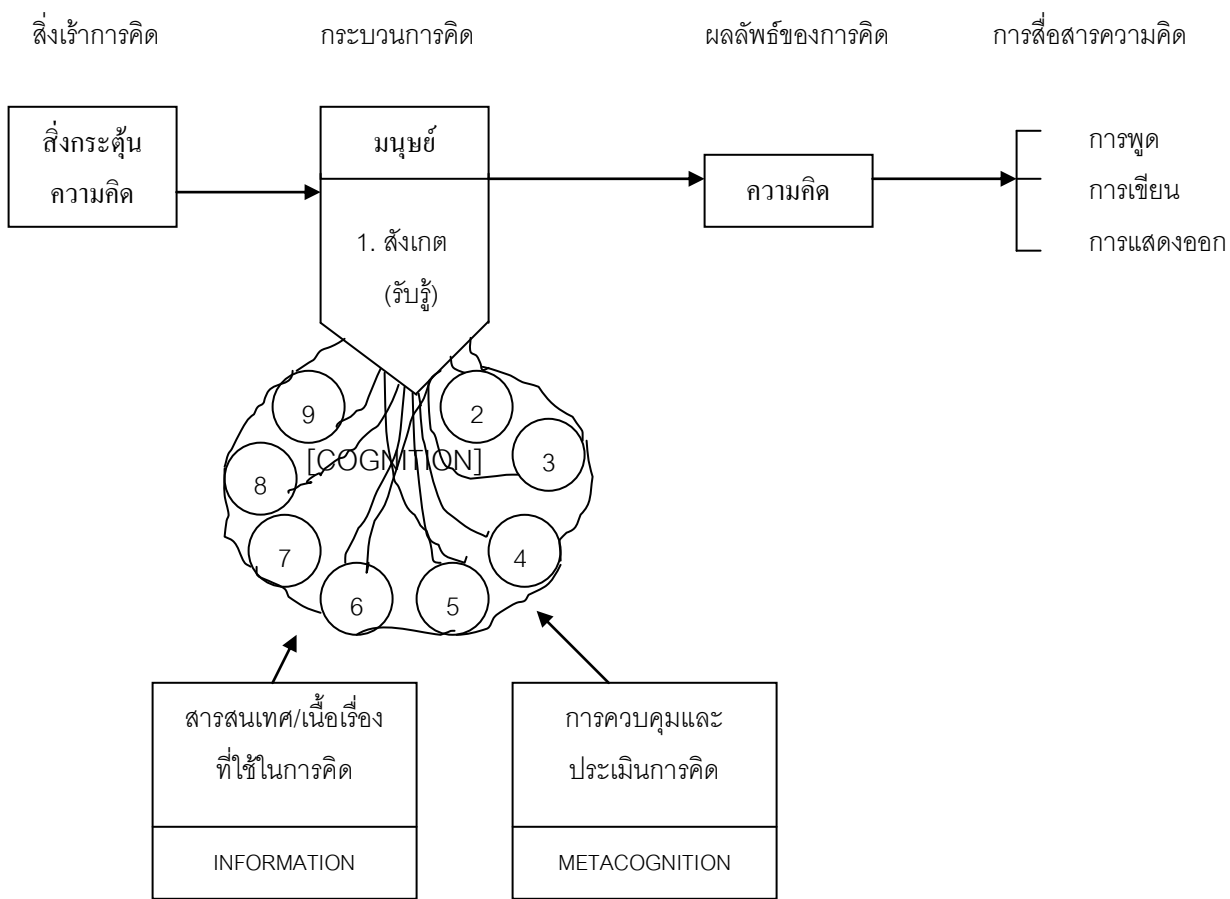 สิ่งเร้าการคิด กระบวนการคิด ผลลัพธ์ของการคิด การสื่อสารความคิด
สิ่งกระตุ้น
ความคิด
มนุษย์
1. สังเกต
(รับรู้)
ความคิด
การพูด
การเขียน
การแสดงออก
9
2
[COGNITION]
3
8
7
4
6
5
สารสนเทศ/เนื้อเรื่อง
ที่ใช้ในการคิด
INFORMATION
การควบคุมและ
ประเมินการคิด
METACOGNITION